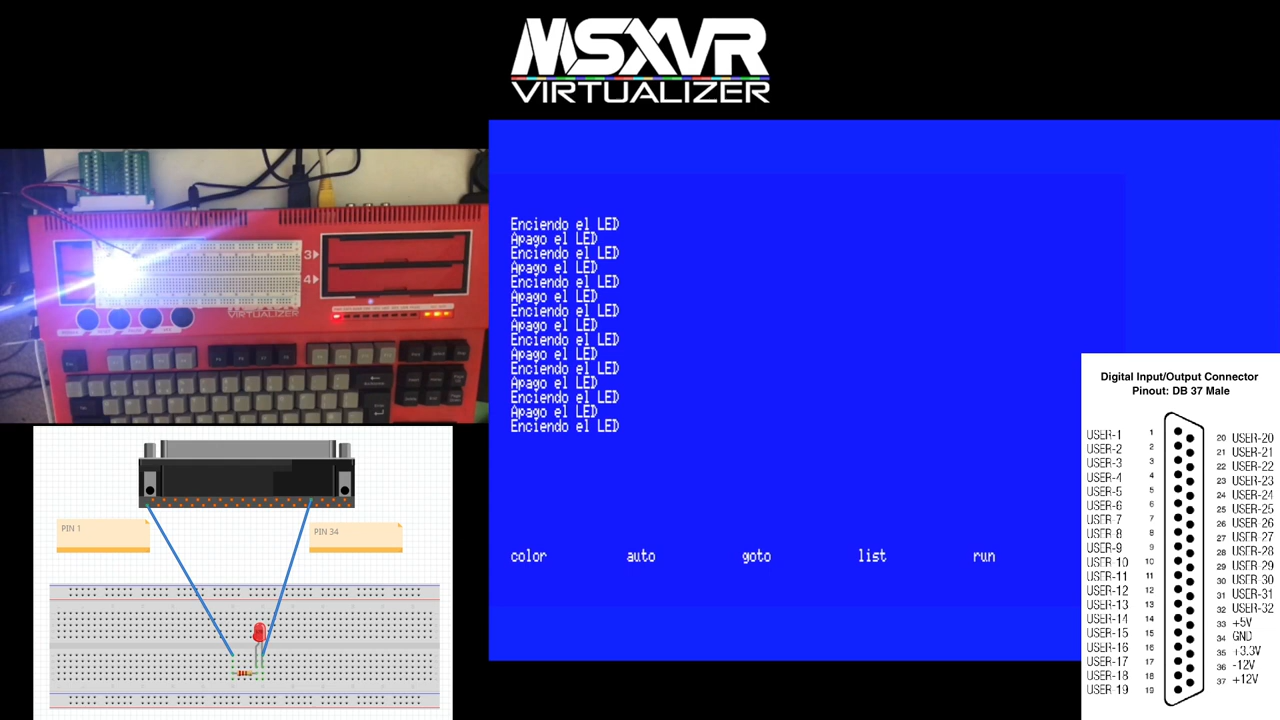 MSXVR
VIRTUALIZER
3
4
VIRTUALIZER
Enciendo el LED
Apago el LED
Enciendo el LED
Apago el LED
Enciendo el LED
Apago el LED
Enciendo el LED
Apago el LED
Enciendo el LED
Apago el LED
Enciendo el LED
Apago el LED
Enciendo el LED
Apago el LED
Enciendo el LED
color auto goto list run
PIN 1
PIN 34
Digital Input/Output Connector
Pinout: DB 37 Male
USER-1 1
USER-2 2
USER-3 3
USER-4 4
USER-5 5
USER-6 6
USER-7 7
USER-8 8
USER-9 9
USER-10 10
USER-11 11
USER-12 12
USER-13 13
USER-14 14
USER-15 15
USER-16 16
USER-17 17
USER-18 18
USER-19 19
20 USER-20
21 USER-21
22 USER-22
23 USER-23
24 USER-24
25 USER-25
26 USER-26
27 USER-27
28 USER-28
29 USER-29
30 USER-30
31 USER-31
32 USER-32
33 +5V
34 GND
35 +3.3V
36 -12V
37 +12V